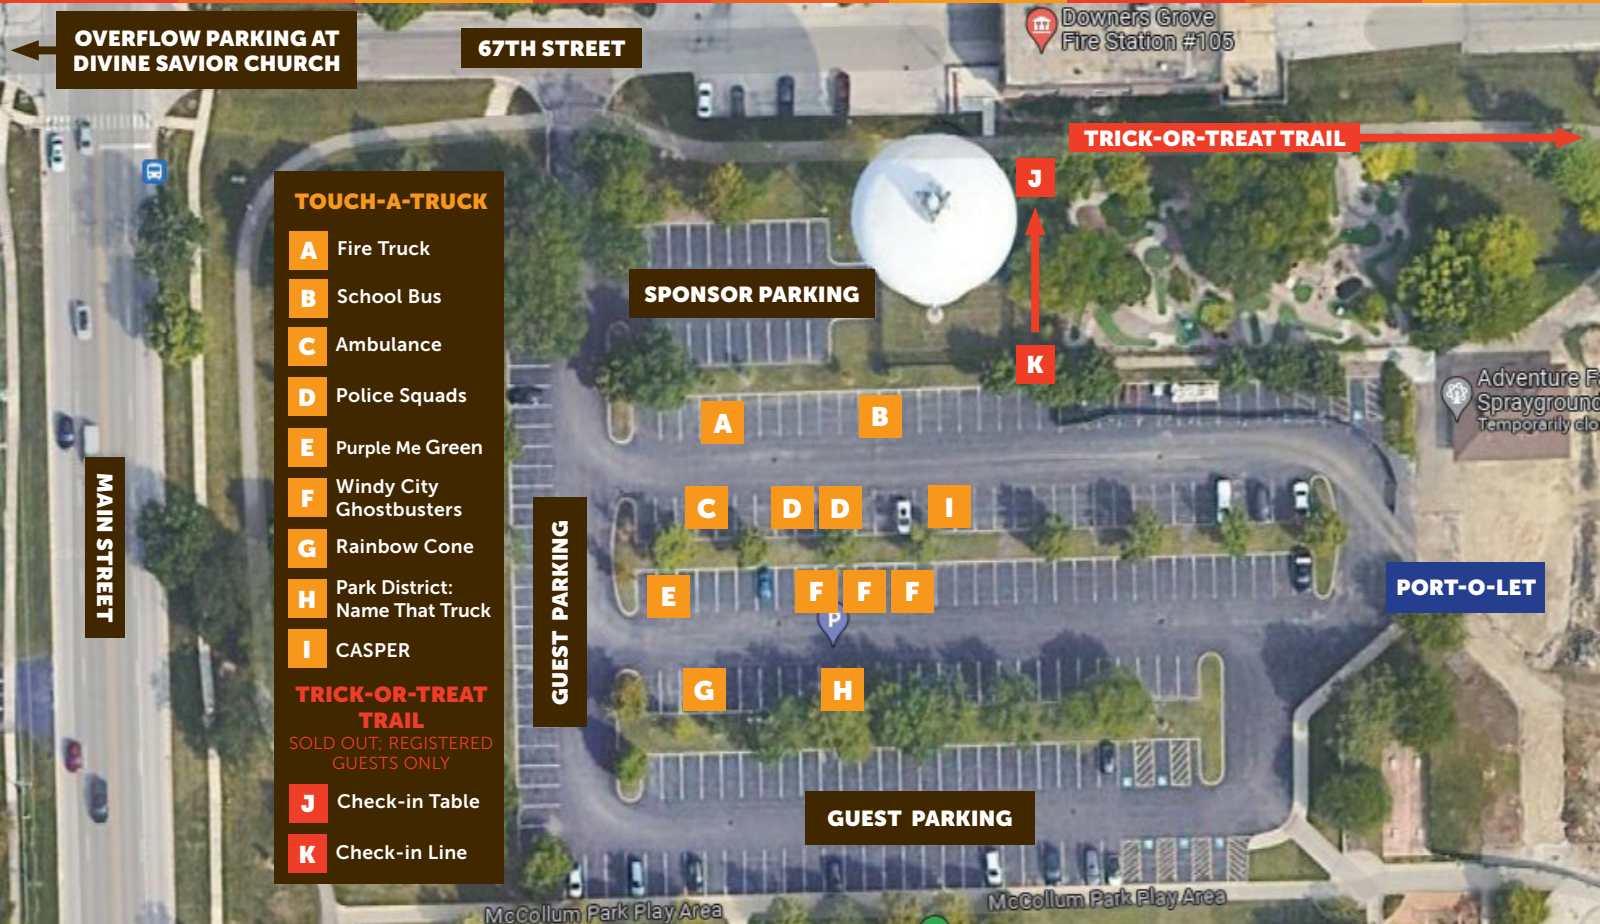 OVERFLOW PARKING AT
DIVINE SAVIOR CHURCH
67TH STREET
Downers Grove
Fire Station #105
TRICK-OR-TREAT TRAIL
J
K
TOUCH-A-TRUCK
A Fire Truck
B School Bus
C Ambulance
D Police Squads
E Purple Me Green
F Windy City
Ghostbusters
G Rainbow Cone
H Park District:
Name That Truck
I CASPER
TRICK-OR-TREAT
TRAIL
SOLD OUT; REGISTERED
GUESTS ONLY
J Check-in Table
K Check-in Line
MAIN STREET
SPONSOR PARKING
A B
C D D I
E F F F
P
G H
GUEST PARKING
GUEST PARKING
PORT-O-LET
Adventure Fa
Sprayground
Temporarily clo
McCollum Park Play Area
McCollum Park Play Area